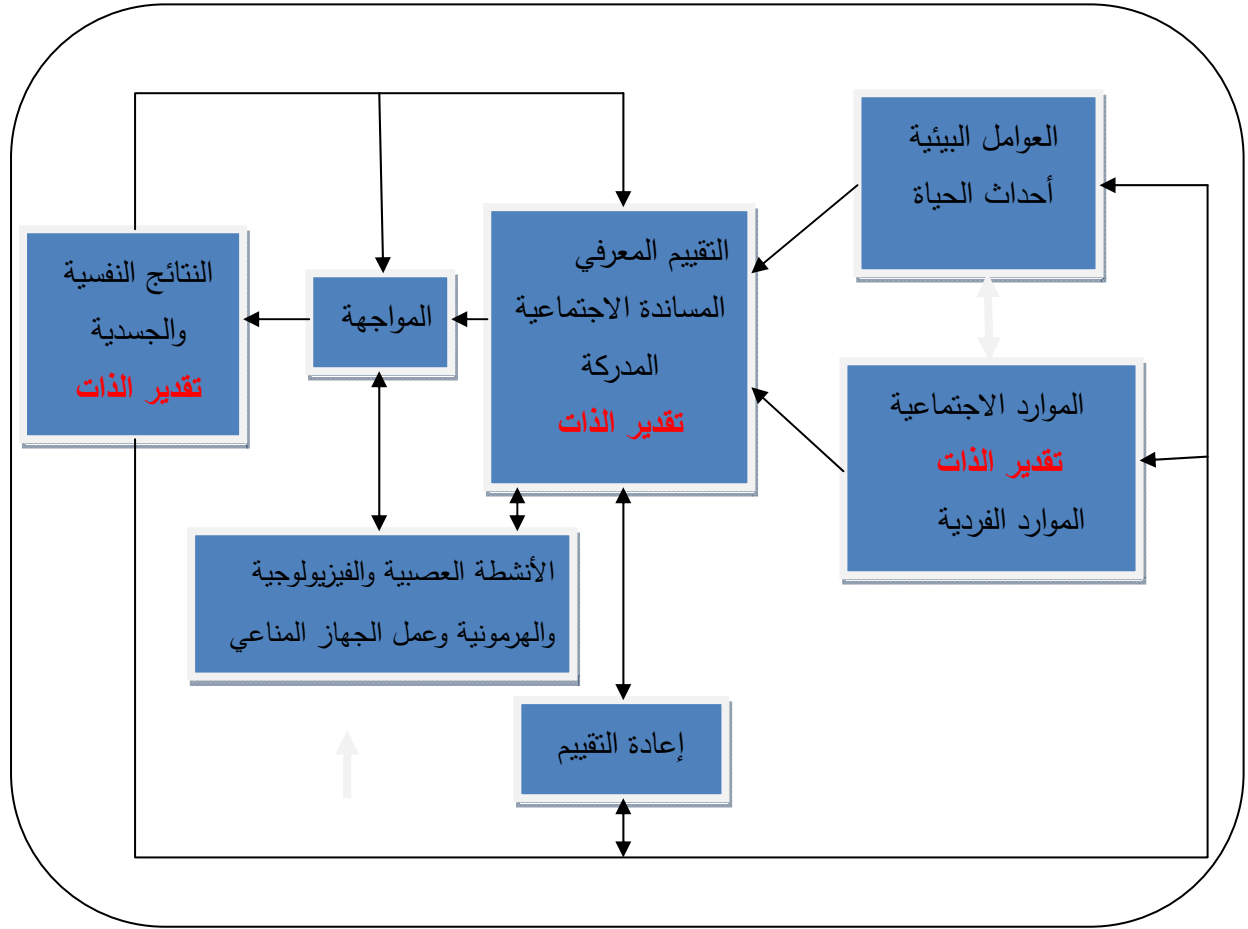 العوامل البيئية
أحداث الحياة
الموارد الاجتماعية
تقدير الذات
الموارد الفردية
التقييم المعرفي
المساندة الاجتماعية
المدركة
تقدير الذات
المواجهة
النتائج النفسية
والجسدية
تقدير الذات
الأنشطة العصبية والفيزيولوجية
والهرمونية وعمل الجهاز المناعي
إعادة التقييم